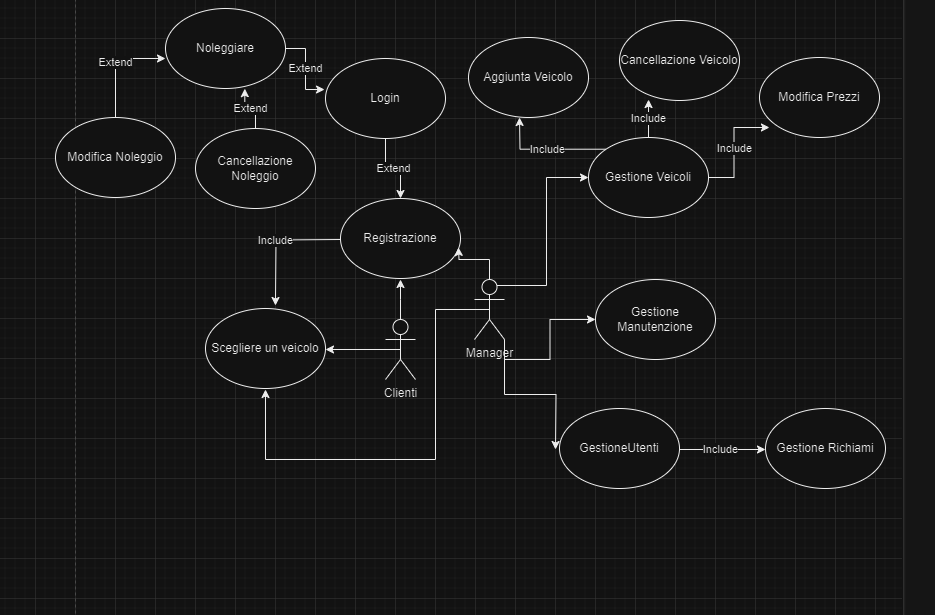 Noleggiare
Extend
Extend
Login
Extend
Modifica Noleggio
Cancellazione
Noleggio
Extend
Registrazione
Include
Scegliere un veicolo
Clienti
Manager
Aggiunta Veicolo
Cancellazione Veicolo
Modifica Prezzi
Include
Include
Include
Gestione Veicoli
Gestione
Manutenzione
GestioneUtenti
Include
Gestione Richiami